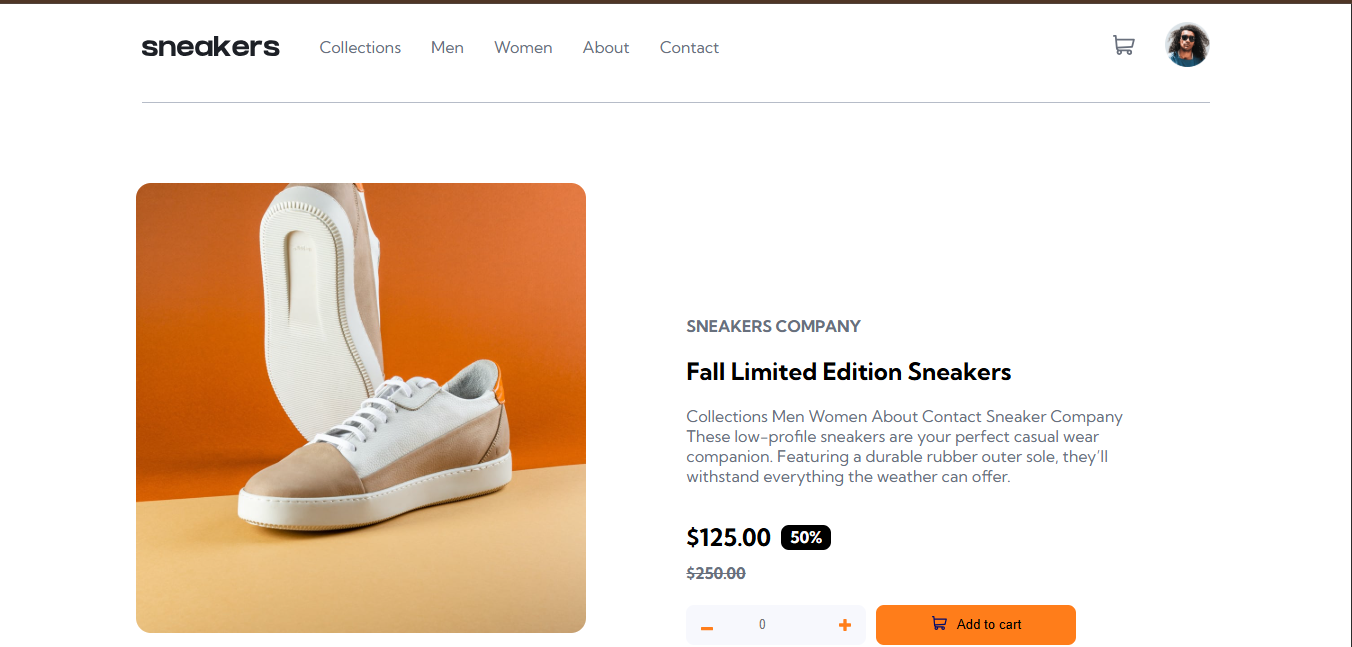 sneakers
Collections Men Women About Contact
SNEAKERS COMPANY
Fall Limited Edition Sneakers
Collections Men Women About Contact Sneaker Company
These low-profile sneakers are your perfect casual wear
companion. Featuring a durable rubber outer sole, they’ll
withstand everything the weather can offer.
$125.00 50%
$250.00
0 Add to cart